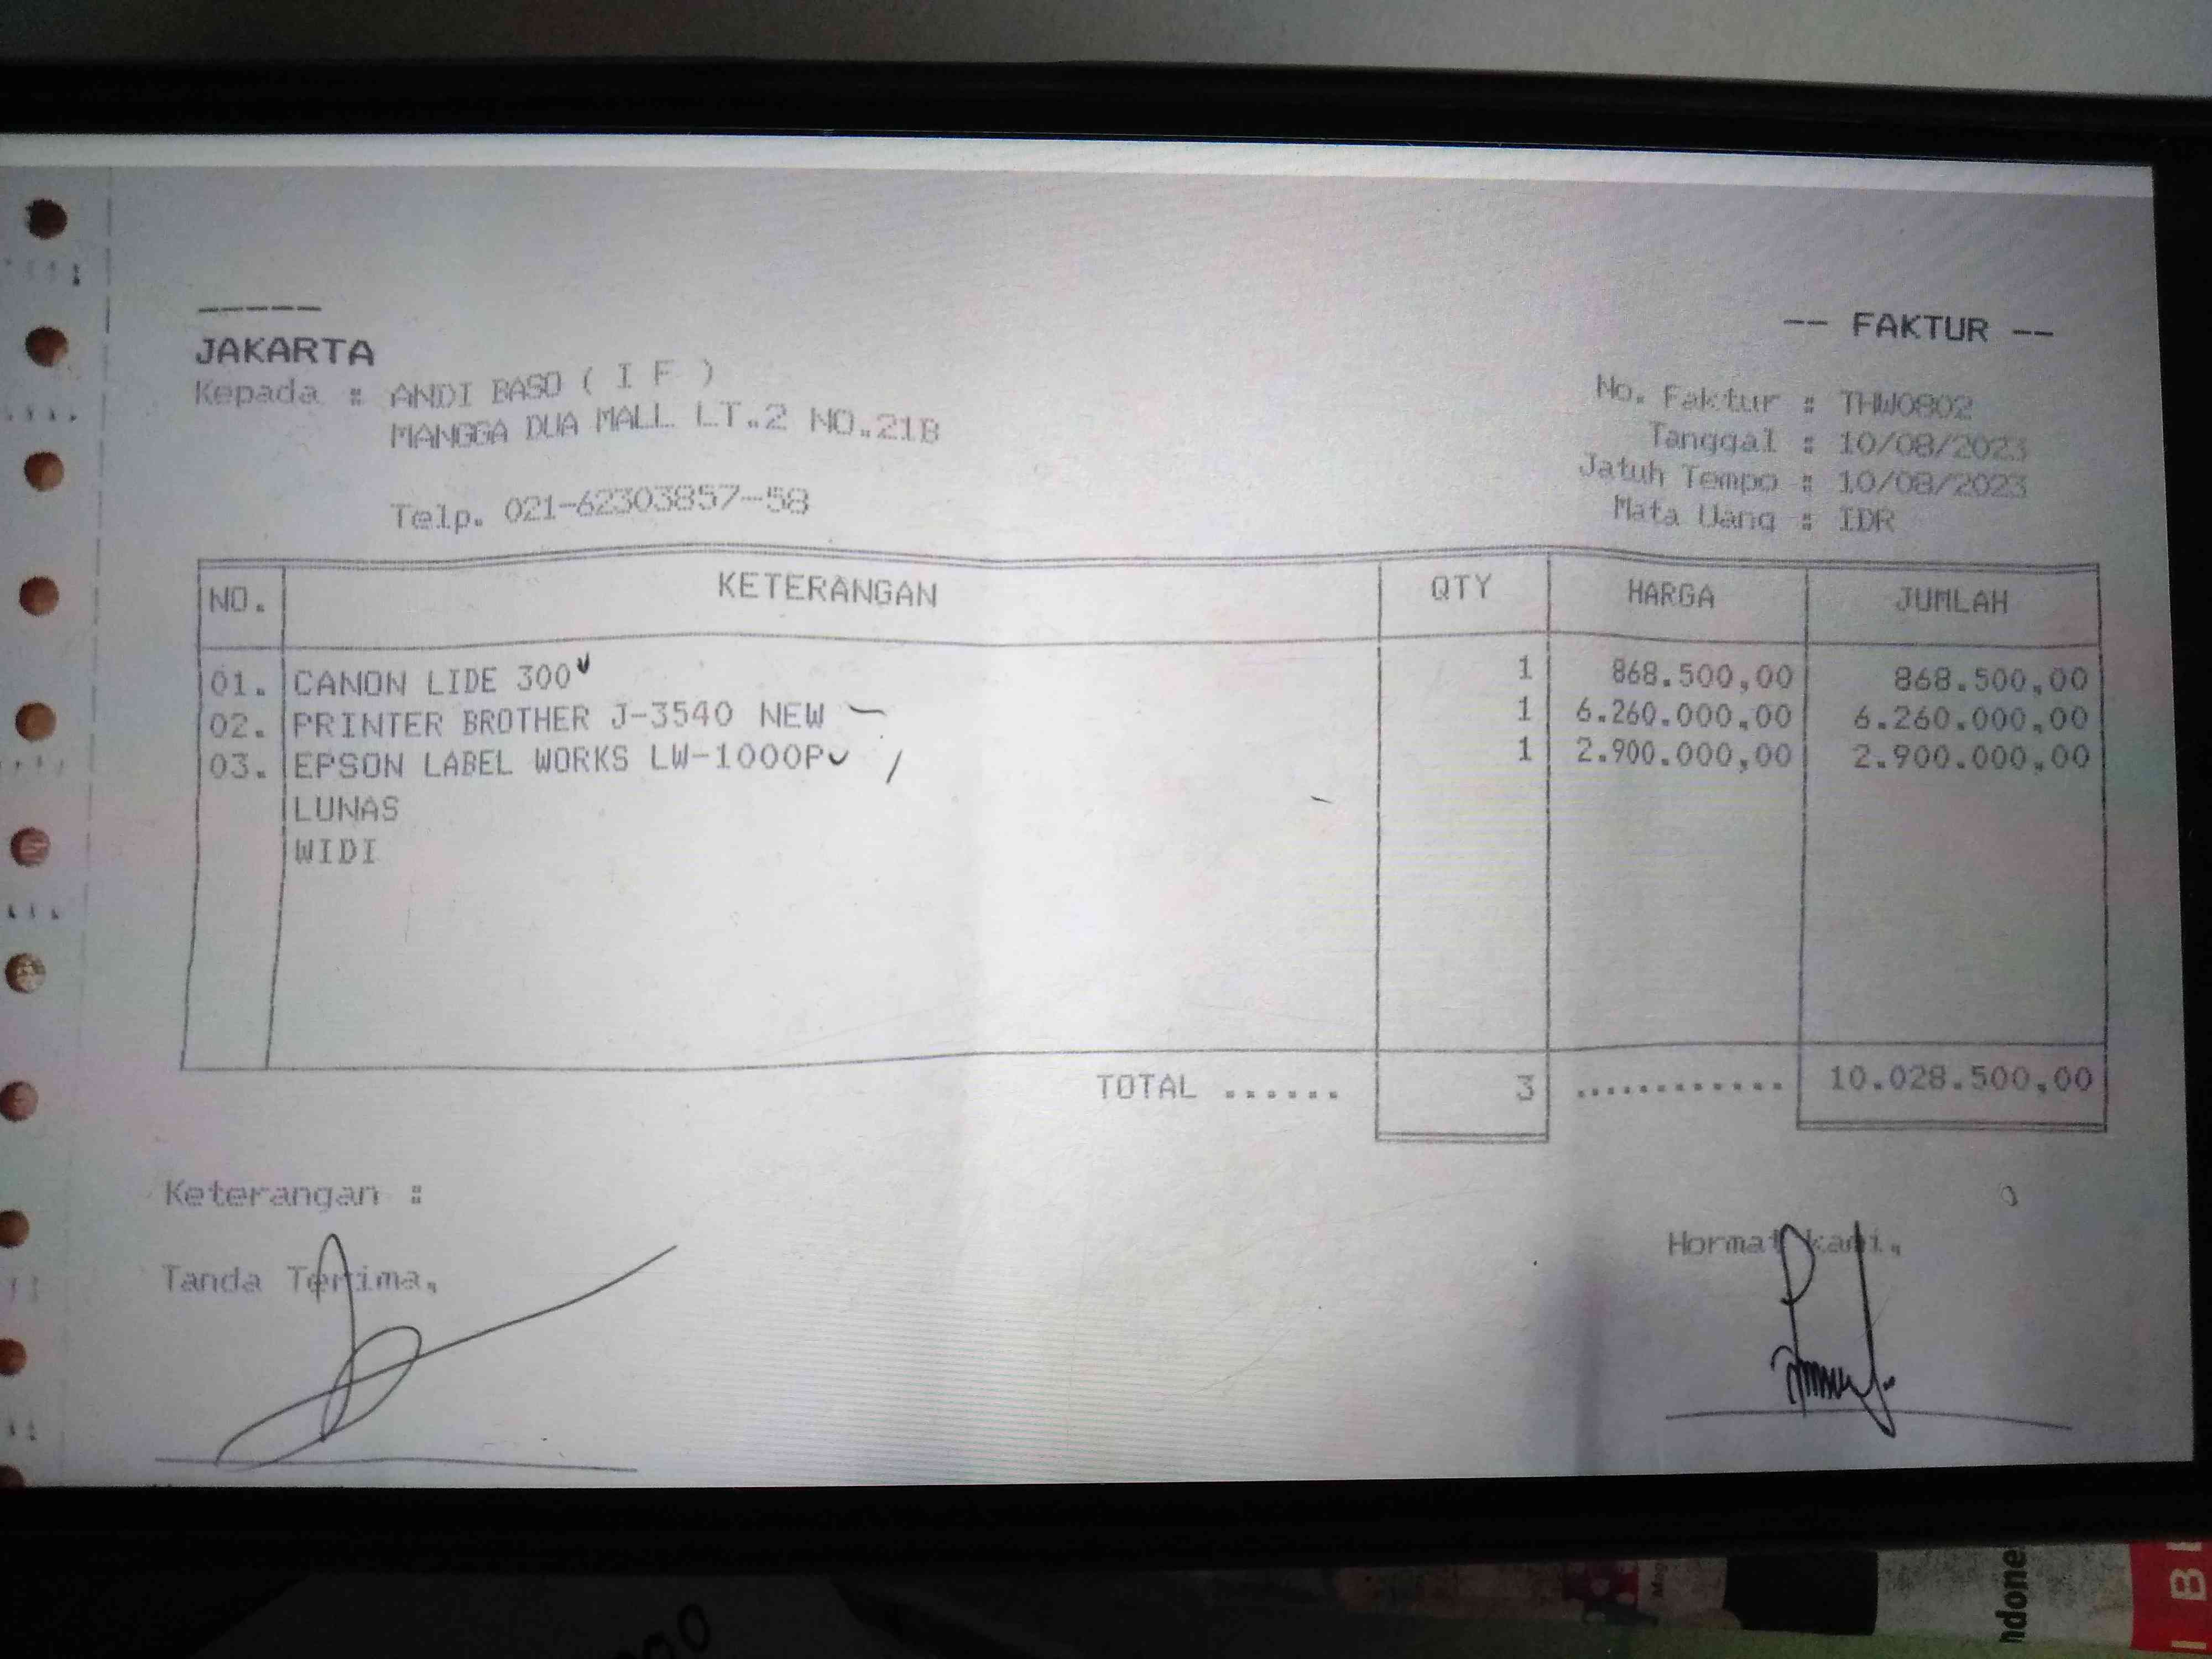 -----
JAKARTA
-- FAKTUR --
Kepada : ANDI BASO ( I F )
MANGGA DUA MALL LT.2 NO.21B
Telp. 021-62303857-58
No. Faktur : THW0802
Tanggal : 10/08/2023
Jatuh Tempo : 10/08/2023
Mata Uang : IDR
NO. KETERANGAN QTY HARGA JUMLAH
01. CANON LIDE 300 1 868.500,00 868.500,00
02. PRINTER BROTHER J-3540 NEW 1 6.260.000,00 6.260.000,00
03. EPSON LABEL WORKS LW-1000P 1 2.900.000,00 2.900.000,00
LUNAS
WIDI
TOTAL ...... 3 ............ 10.028.500,00
Keterangan :
Tanda Terima,
Hormat kami,